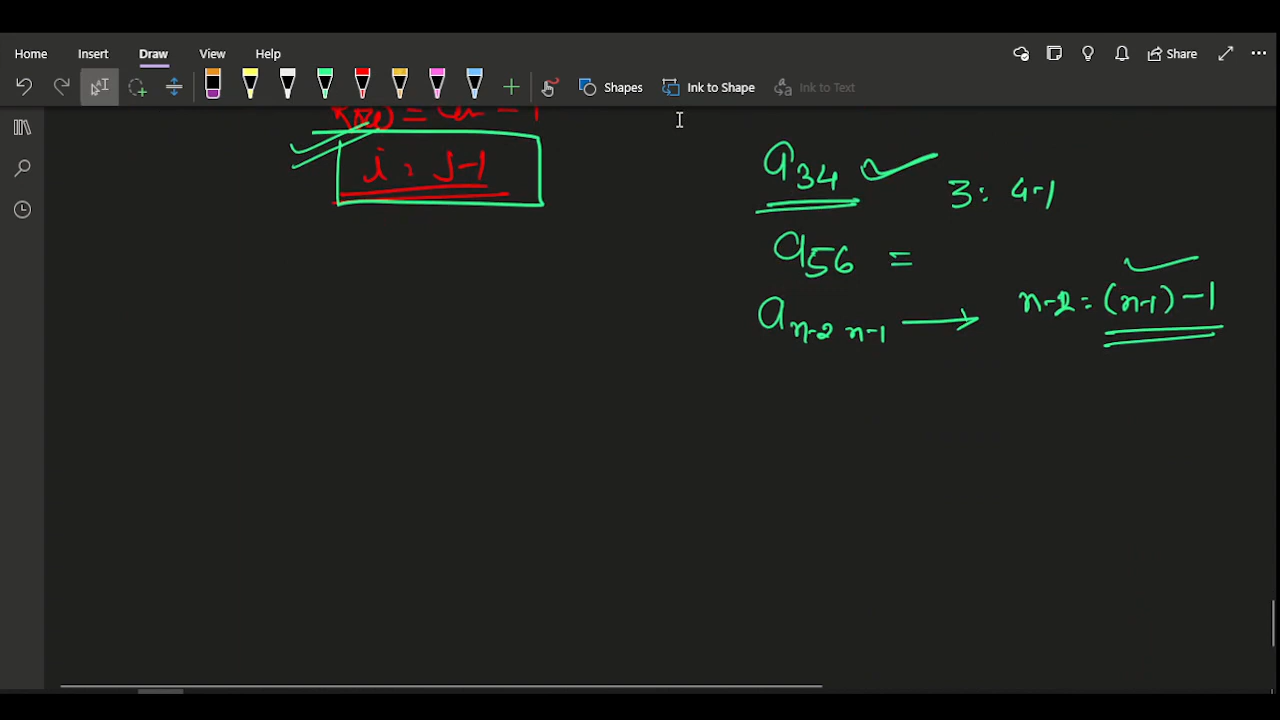 Home Insert Draw View Help Share
Shapes Ink to Shape Ink to Text
i = j-1
a34 3 = 4-1
a56 =
an-2 n-1 → n-2 = (n-1) -1